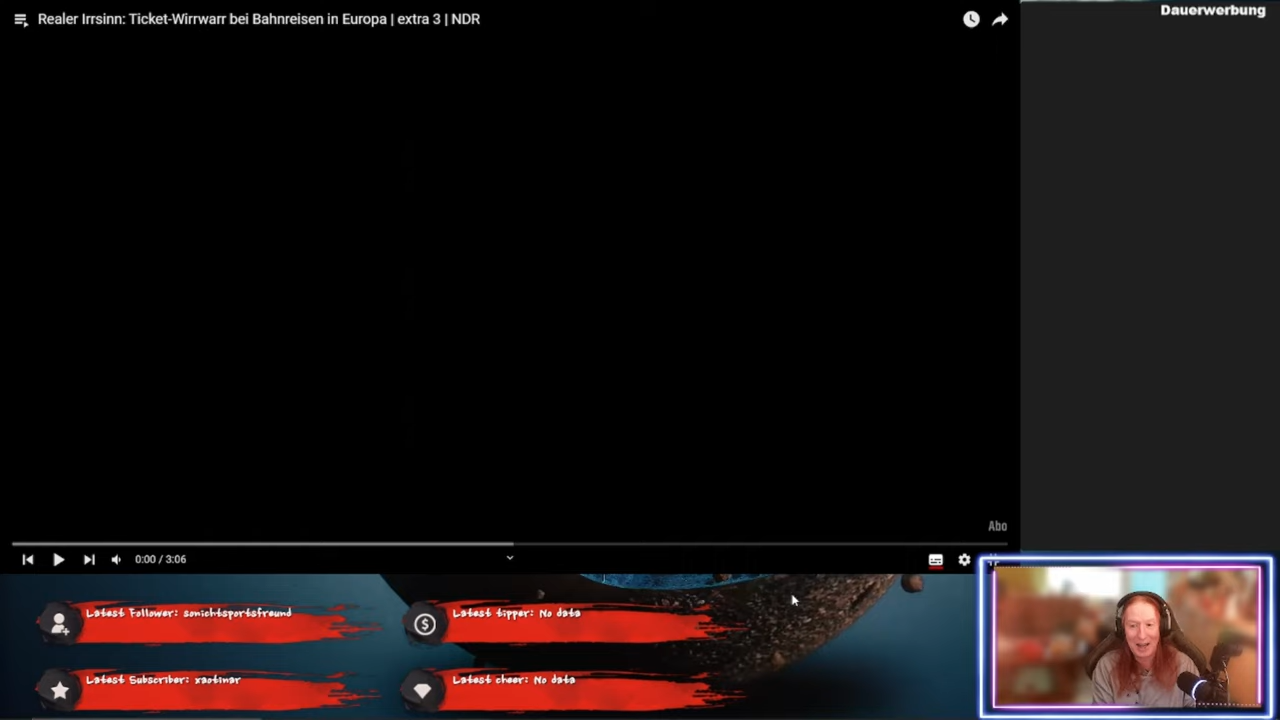 Realer Irrsinn: Ticket-Wirrwarr bei Bahnreisen in Europa | extra 3 | NDR
Dauerwerbung
Abo
0:00 / 3:06
Latest Follower: sonichtsportsfreund
Latest tipper: No data
Latest Subscriber: xaotinar
Latest cheer: No data